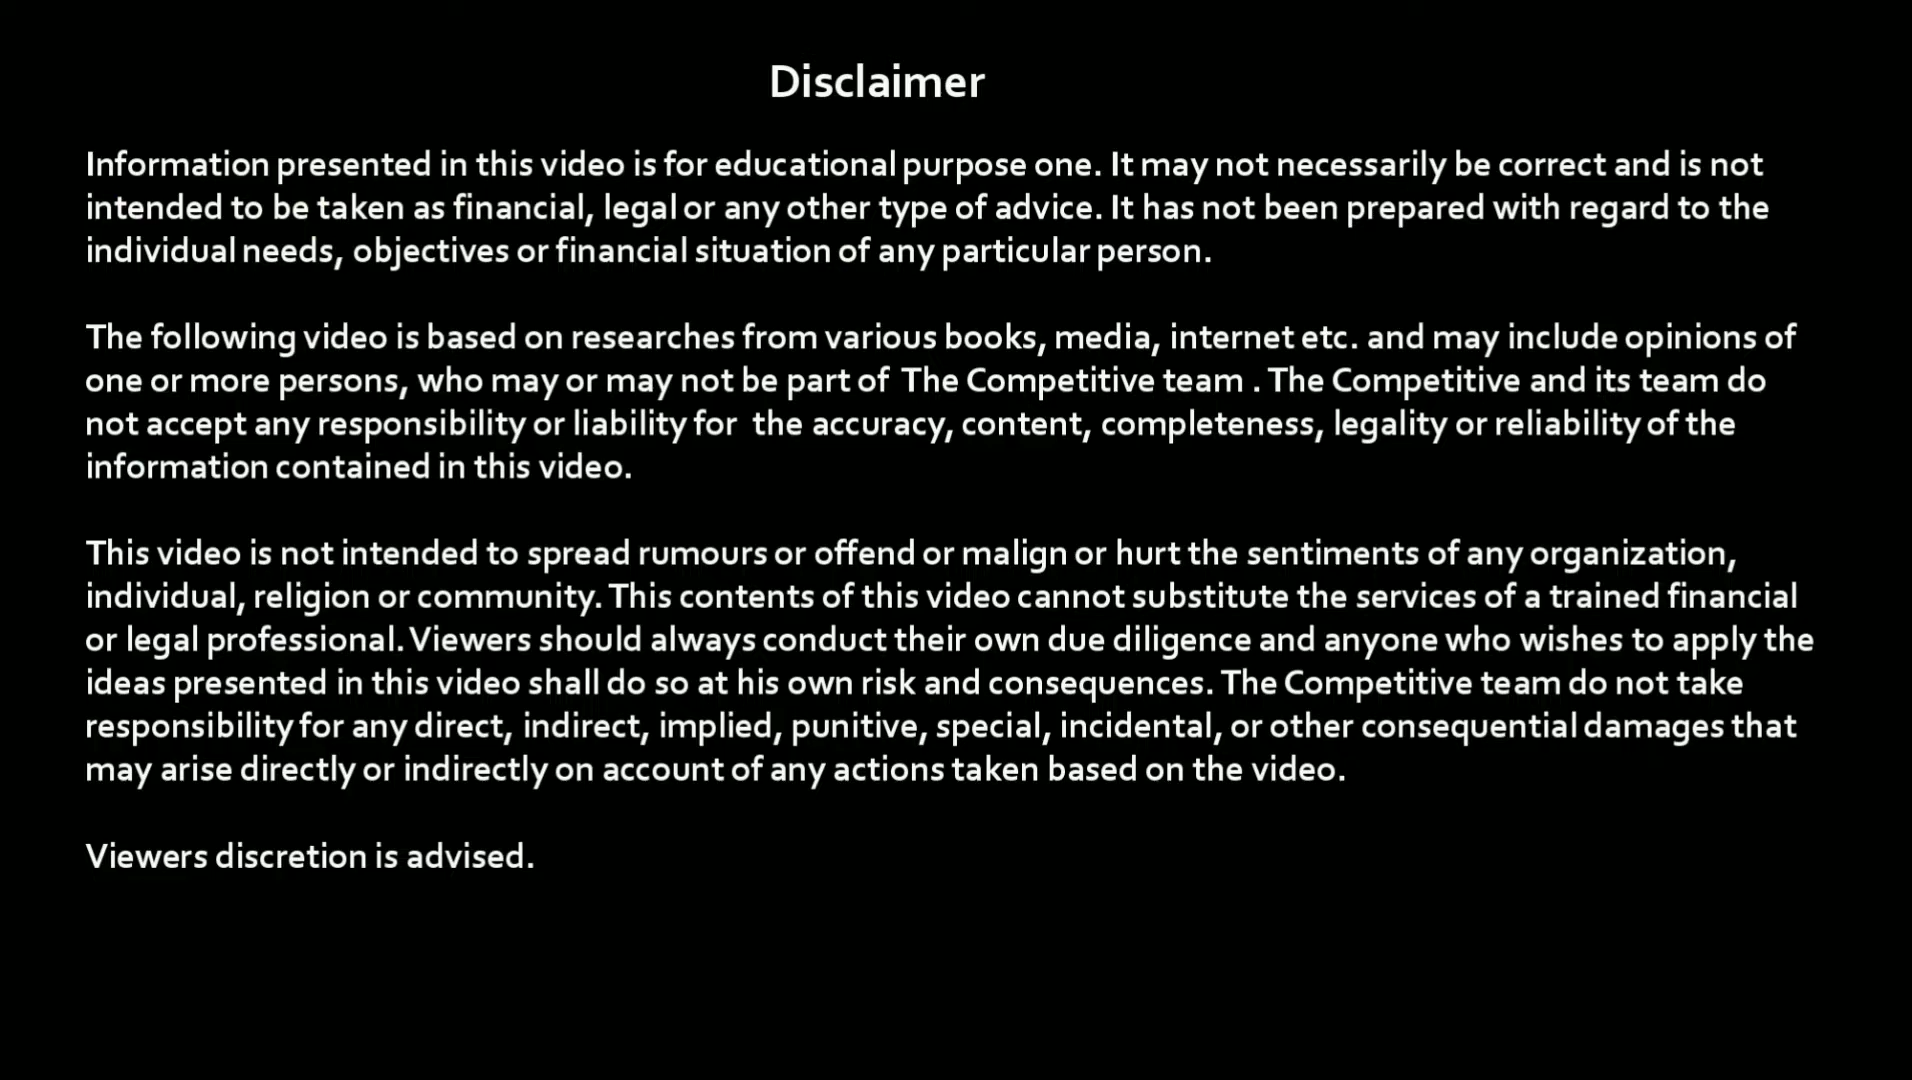 Disclaimer
Information presented in this video is for educational purpose one. It may not necessarily be correct and is not
intended to be taken as financial, legal or any other type of advice. It has not been prepared with regard to the
individual needs, objectives or financial situation of any particular person.
The following video is based on researches from various books, media, internet etc. and may include opinions of
one or more persons, who may or may not be part of The Competitive team . The Competitive and its team do
not accept any responsibility or liability for the accuracy, content, completeness, legality or reliability of the
information contained in this video.
This video is not intended to spread rumours or offend or malign or hurt the sentiments of any organization,
individual, religion or community. This contents of this video cannot substitute the services of a trained financial
or legal professional. Viewers should always conduct their own due diligence and anyone who wishes to apply the
ideas presented in this video shall do so at his own risk and consequences. The Competitive team do not take
responsibility for any direct, indirect, implied, punitive, special, incidental, or other consequential damages that
may arise directly or indirectly on account of any actions taken based on the video.
Viewers discretion is advised.